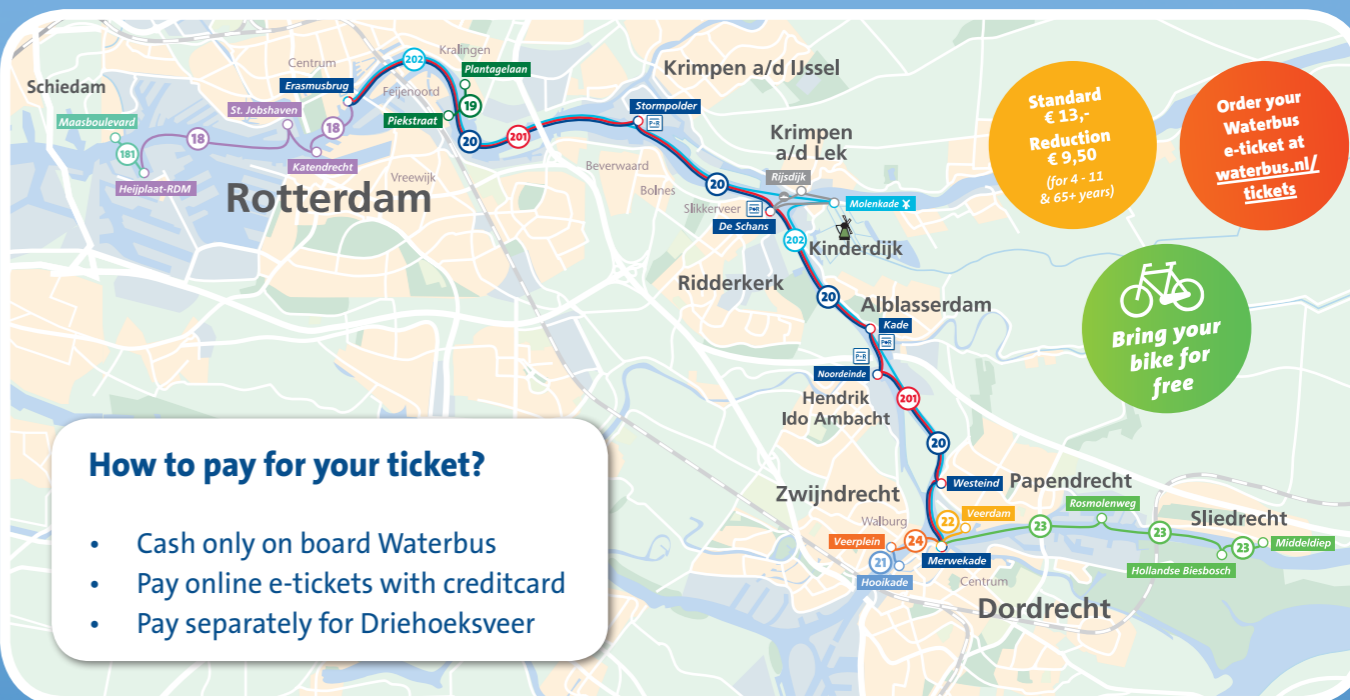 Schiedam
Maasboulevard
181
Heijplaat-RDM
18
St. Jobshaven
18
Katendrecht
Centrum
Erasmusbrug
202
Kralingen
Plantagelaan
Feijenoord
19
Piekstraat
20
201
Vreewijk
Rotterdam
Krimpen a/d IJssel
Stormpolder
P+R
Beverwaard
Bolnes
20
Krimpen
a/d Lek
Rijsdijk
Slikkerveer
P+R
De Schans
Molenkade
202
Kinderdijk
Ridderkerk
20
Alblasserdam
Kade
P+R
P+R
Noordeinde
Hendrik
Ido Ambacht
201
20
Westeind
Papendrecht
Zwijndrecht
Walburg
22
Veerdam
Veerplein
24
21
Hooikade
Merwekade
Centrum
Dordrecht
23
Rosmolenweg
23
Sliedrecht
23
Middeldiep
Hollandse Biesbosch
Standard
€ 13,-
Reduction
€ 9,50
(for 4 - 11
& 65+ years)
Order your
Waterbus
e-ticket at
waterbus.nl/
tickets
Bring your
bike for
free
How to pay for your ticket?
• Cash only on board Waterbus
• Pay online e-tickets with creditcard
• Pay separately for Driehoeksveer